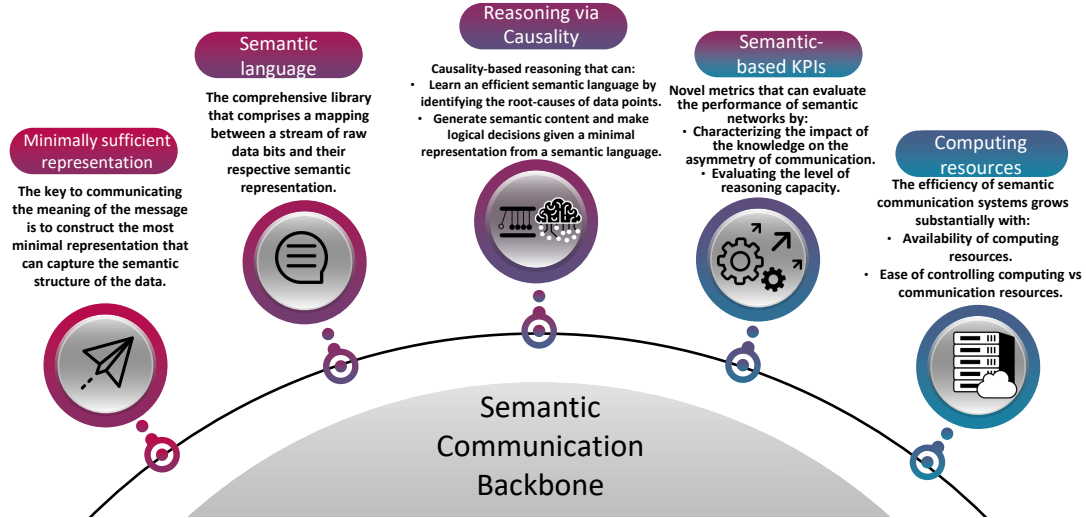 Minimally sufficient
representation
The key to communicating
the meaning of the message
is to construct the most
minimal representation that
can capture the semantic
structure of the data.
Semantic
language
The comprehensive library
that comprises a mapping
between a stream of raw
data bits and their
respective semantic
representation.
Reasoning via
Causality
Causality-based reasoning that can:
• Learn an efficient semantic language by
identifying the root-causes of data points.
• Generate semantic content and make
logical decisions given a minimal
representation from a semantic language.
Semantic-
based KPIs
Novel metrics that can evaluate
the performance of semantic
networks by:
• Characterizing the impact of
the knowledge on the
asymmetry of communication.
• Evaluating the level of
reasoning capacity.
Computing
resources
The efficiency of semantic
communication systems grows
substantially with:
• Availability of computing
resources.
• Ease of controlling computing vs
communication resources.
Semantic
Communication
Backbone